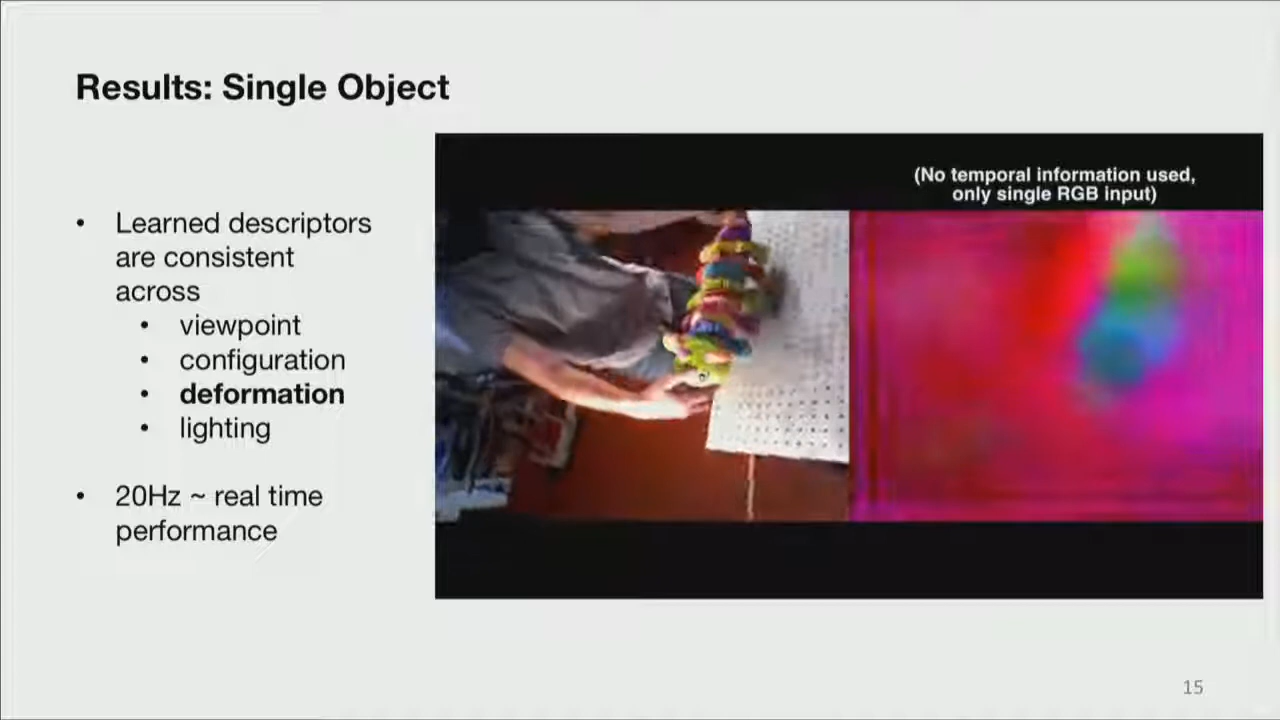 Results: Single Object
(No temporal information used,
only single RGB input)
• Learned descriptors
are consistent
across
• viewpoint
• configuration
• deformation
• lighting
• 20Hz ~ real time
performance
15